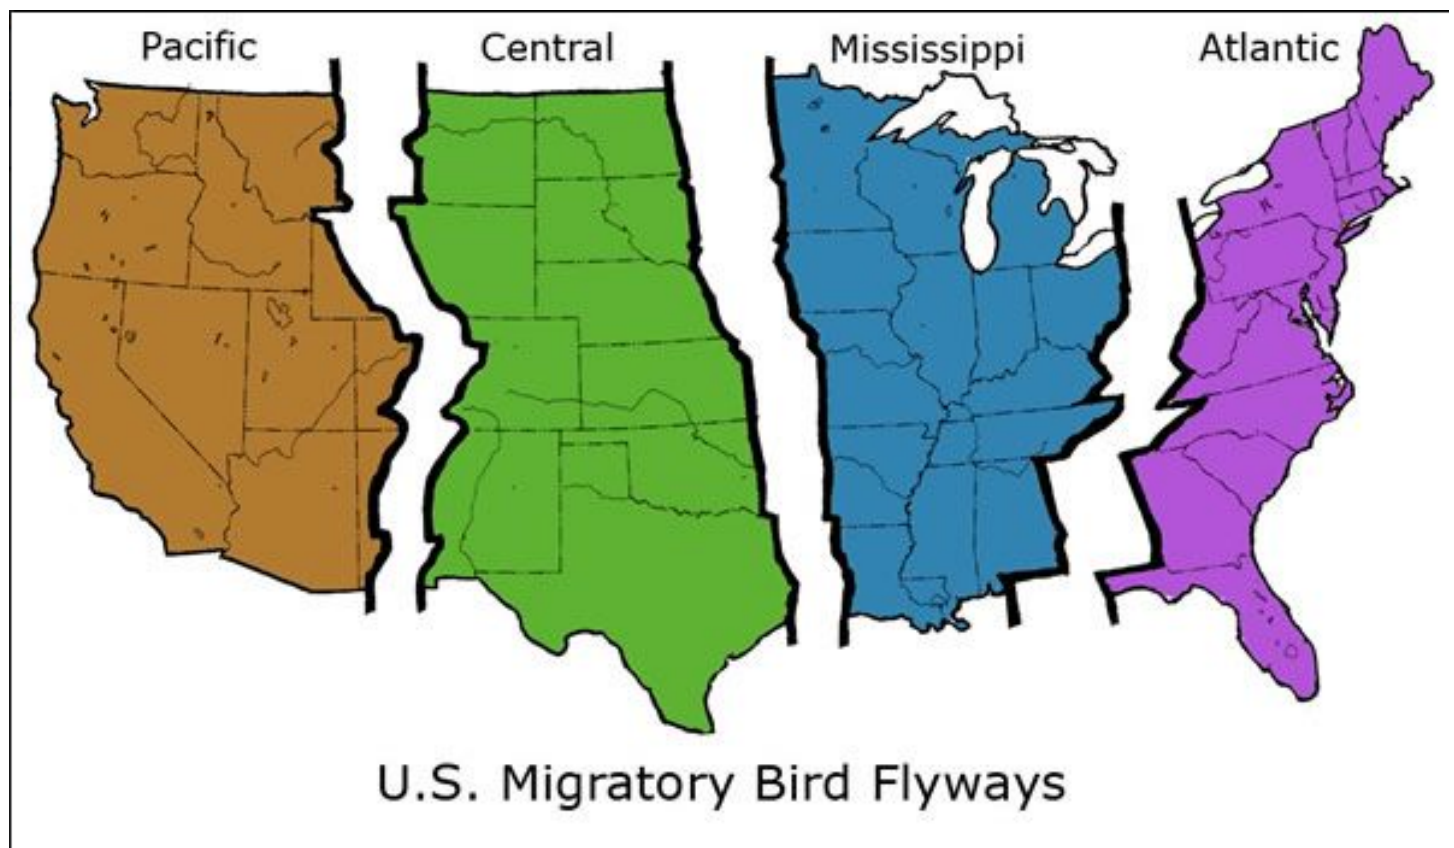 Pacific
Central
Mississippi
Atlantic
U.S. Migratory Bird Flyways